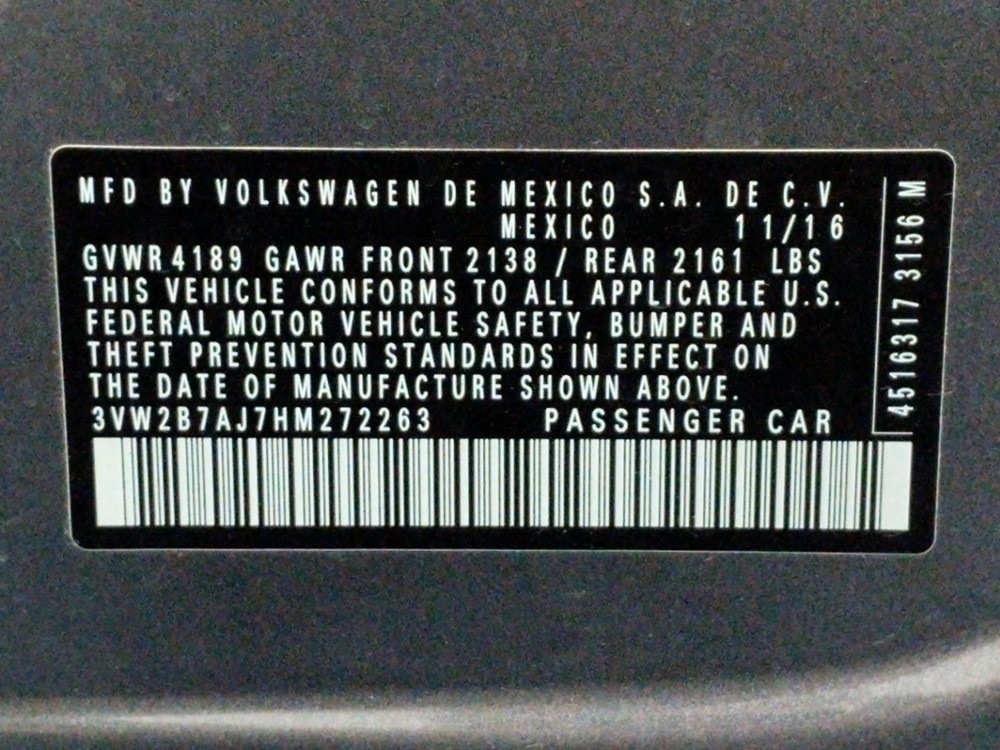 MFD BY VOLKSWAGEN DE MEXICO S.A. DE C.V.
MEXICO 11/16
GVWR 4189 GAWR FRONT 2138 / REAR 2161 LBS
THIS VEHICLE CONFORMS TO ALL APPLICABLE U.S.
FEDERAL MOTOR VEHICLE SAFETY, BUMPER AND
THEFT PREVENTION STANDARDS IN EFFECT ON
THE DATE OF MANUFACTURE SHOWN ABOVE.
3VW2B7AJ7HM272263 PASSENGER CAR
4516317 3156 M